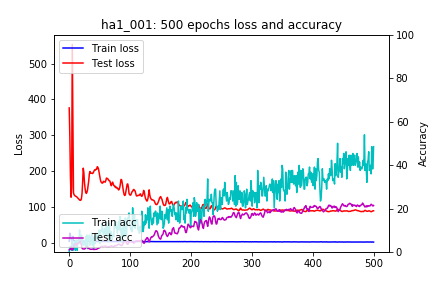 ha1_001: 500 epochs loss and accuracy
Train loss
Test loss
Train acc
Test acc
Loss
500
400
300
200
100
0
Accuracy
100
80
60
40
20
0
0 100 200 300 400 500